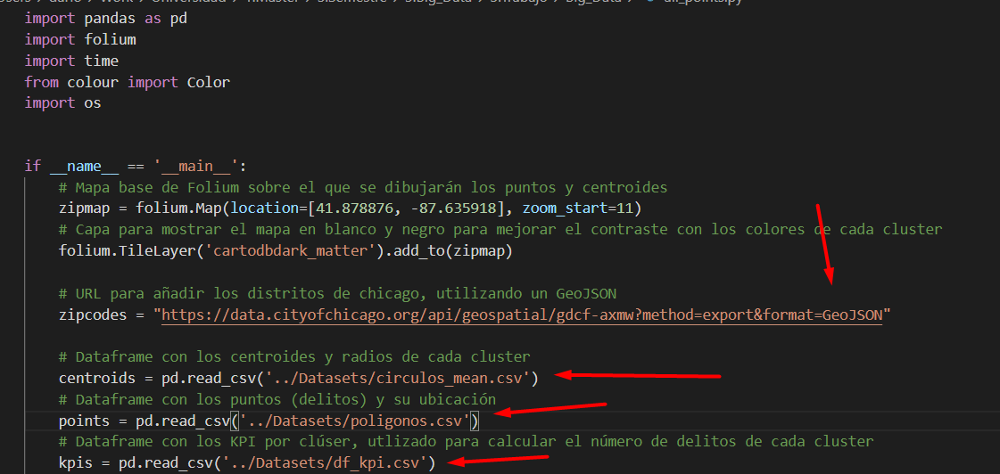 import pandas as pd
import folium
import time
from colour import Color
import os
if __name__ == '__main__':
# Mapa base de Folium sobre el que se dibujarán los puntos y centroides
zipmap = folium.Map(location=[41.878876, -87.635918], zoom_start=11)
# Capa para mostrar el mapa en blanco y negro para mejorar el contraste con los colores de cada cluster
folium.TileLayer('cartodbdark_matter').add_to(zipmap)
# URL para añadir los distritos de chicago, utilizando un GeoJSON
zipcodes = "https://data.cityofchicago.org/api/geospatial/gdcf-axmw?method=export&format=GeoJSON"
# Dataframe con los centroides y radios de cada cluster
centroids = pd.read_csv('../Datasets/circulos_mean.csv')
# Dataframe con los puntos (delitos) y su ubicación
points = pd.read_csv('../Datasets/poligonos.csv')
# Dataframe con los KPI por clúser, utlizado para calcular el número de delitos de cada cluster
kpis = pd.read_csv('../Datasets/df_kpi.csv')